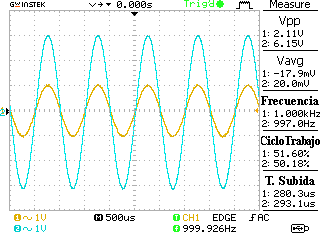 GWINSTEK 0.000s Trig'd Measure
Vpp
1: 2.11V
2: 6.15V
Vavg
1: -17.9mV
2: 20.0mV
Frecuencia
1: 1.000kHz
2: 997.0Hz
CicloTrabajo
1: 51.60%
2: 50.18%
T. Subida
1: 280.3us
2: 293.1us
1 ~ 1V M 500us CH1 EDGE AC
2 ~ 1V 999.926Hz